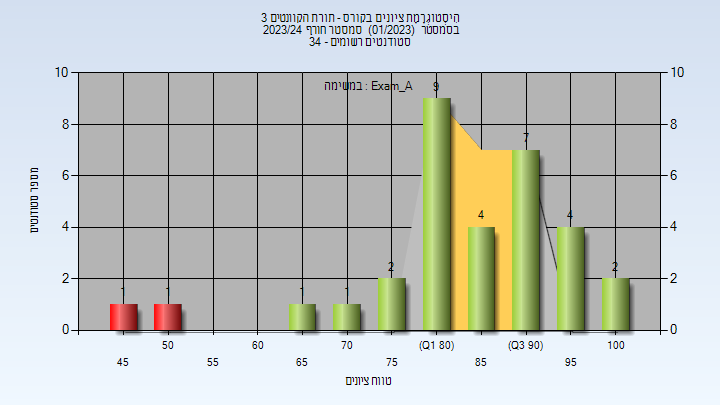 היסטוגרמת ציונים בקורס - תורת הקוונטים 3
בסמסטר (01/2023) סמסטר חורף 2023/24
סטודנטים רשומים - 34
במשימה : Exam_A
מספר סטודנטים
10 10
8 8
6 6
4 4
2 2
0 0
1 1 1 1 2 9 4 7 4 2
45 50 55 60 65 70 75 (Q1 80) 85 (Q3 90) 95 100
טווח ציונים